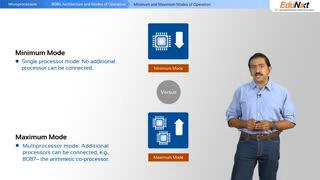 Microprocessors
8086 Architecture and Modes of Operation
Minimum and Maximum Modes of Operation
EduNxt
Minimum Mode
• Single processor mode: No additional
processor can be connected.
Minimum Mode
Versus
Maximum Mode
• Multiprocessor mode: Additional
processors can be connected, e.g.,
8087– the arithmetic co-processor.
Maximum Mode